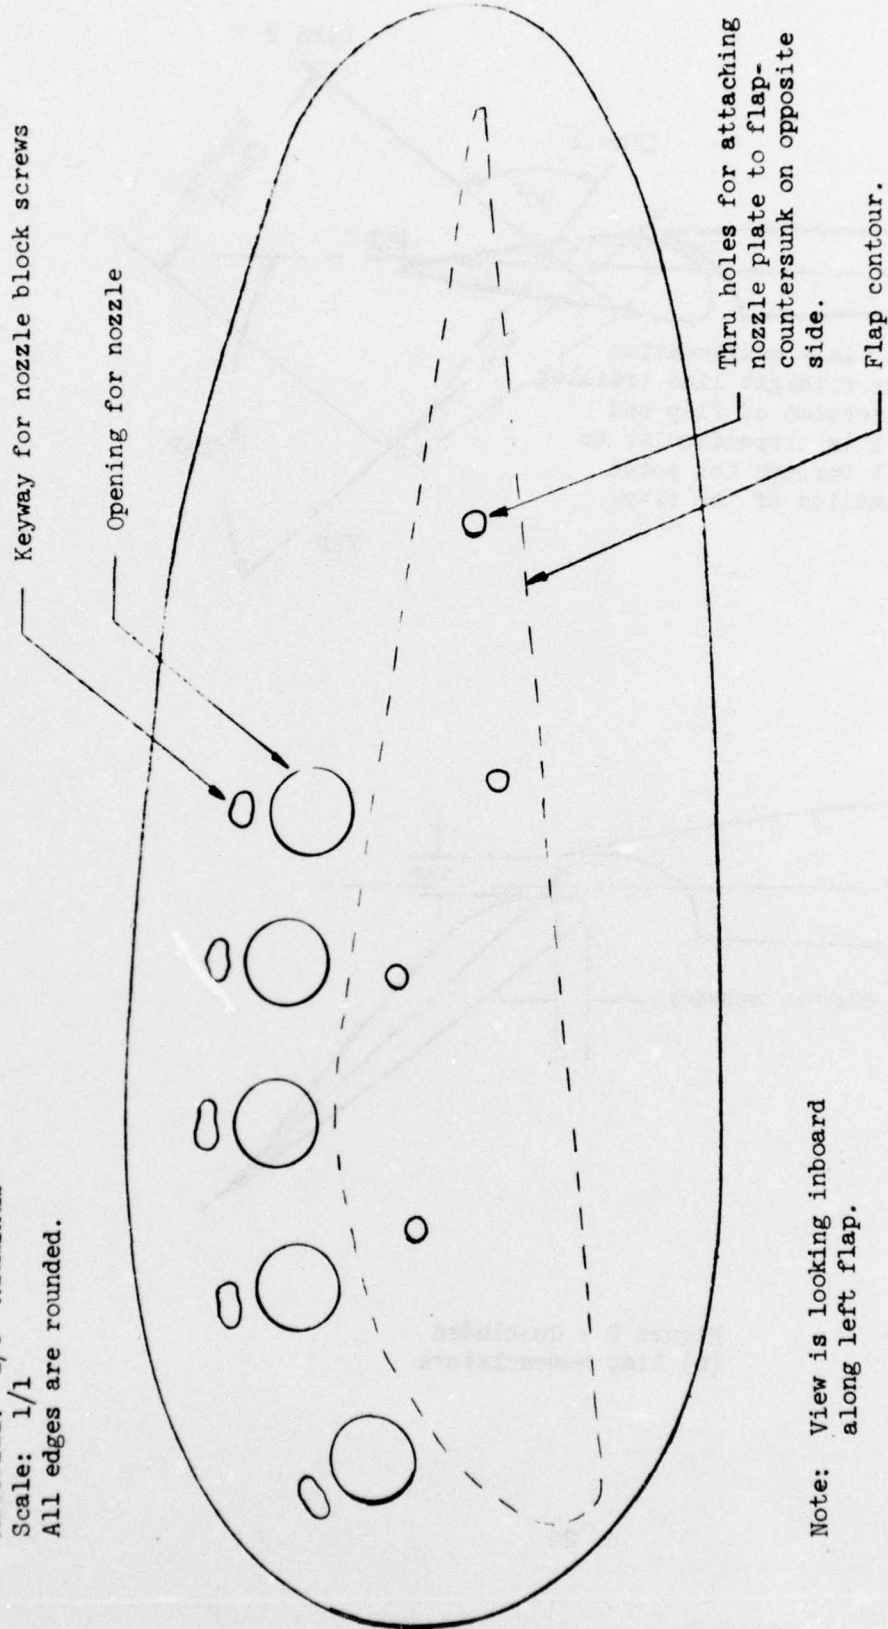 Scale: 1/1
All edges are rounded.
Keyway for nozzle block screws
Opening for nozzle
Thru holes for attaching
nozzle plate to flap-
countersunk on opposite
side.
Flap contour.
Note: View is looking inboard
along left flap.